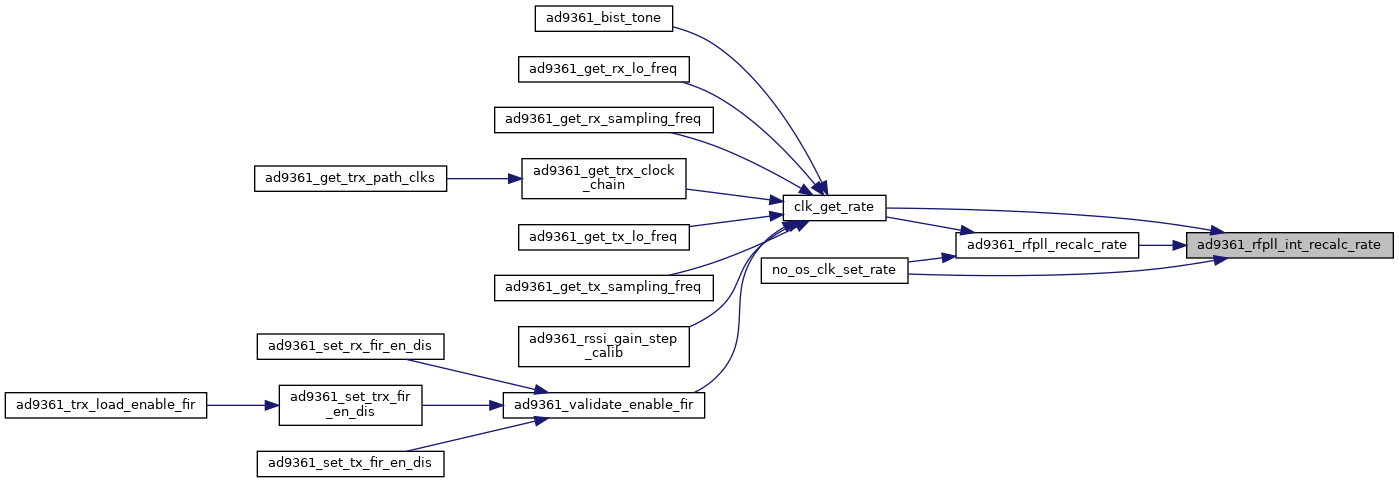 ad9361_bist_tone
ad9361_get_rx_lo_freq
ad9361_get_rx_sampling_freq
ad9361_get_trx_clock
_chain
ad9361_get_trx_path_clks
clk_get_rate
ad9361_get_tx_lo_freq
ad9361_rfpll_recalc_rate
ad9361_rfpll_int_recalc_rate
no_os_clk_set_rate
ad9361_get_tx_sampling_freq
ad9361_rssi_gain_step
_calib
ad9361_set_rx_fir_en_dis
ad9361_trx_load_enable_fir
ad9361_set_trx_fir
_en_dis
ad9361_validate_enable_fir
ad9361_set_tx_fir_en_dis